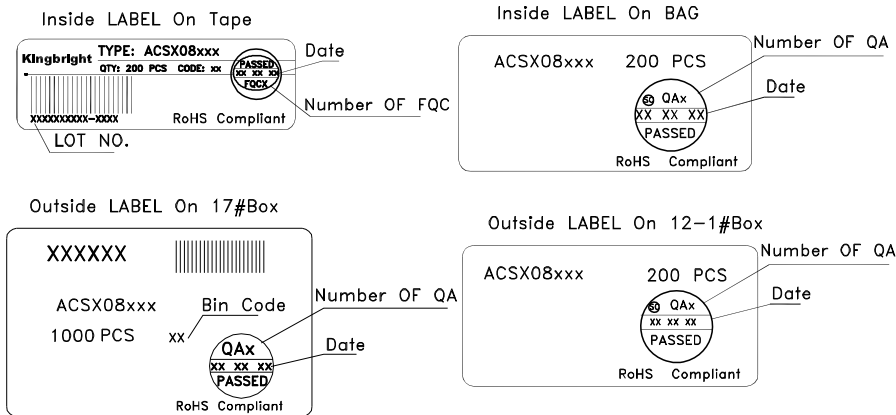 Inside LABEL On Tape
Kingbright TYPE: ACSX08xxx
QTY: 200 PCS CODE: xx
PASSED
xx xx xx
FQCX
Date
Number OF FQC
XXXXXXXXXX-XXXX
RoHS Compliant
LOT NO.
Inside LABEL On BAG
ACSX08xxx 200 PCS
Number OF QA
SC QAx
Date
XX XX XX
PASSED
RoHS Compliant
Outside LABEL On 17#Box
XXXXXX
ACSX08xxx Bin Code
1000 PCS xx
Number OF QA
QAx
Date
xx xx xx
PASSED
RoHS Compliant
Outside LABEL On 12-1#Box
ACSX08xxx 200 PCS
Number OF QA
SC QAx
Date
xx xx xx
PASSED
RoHS Compliant